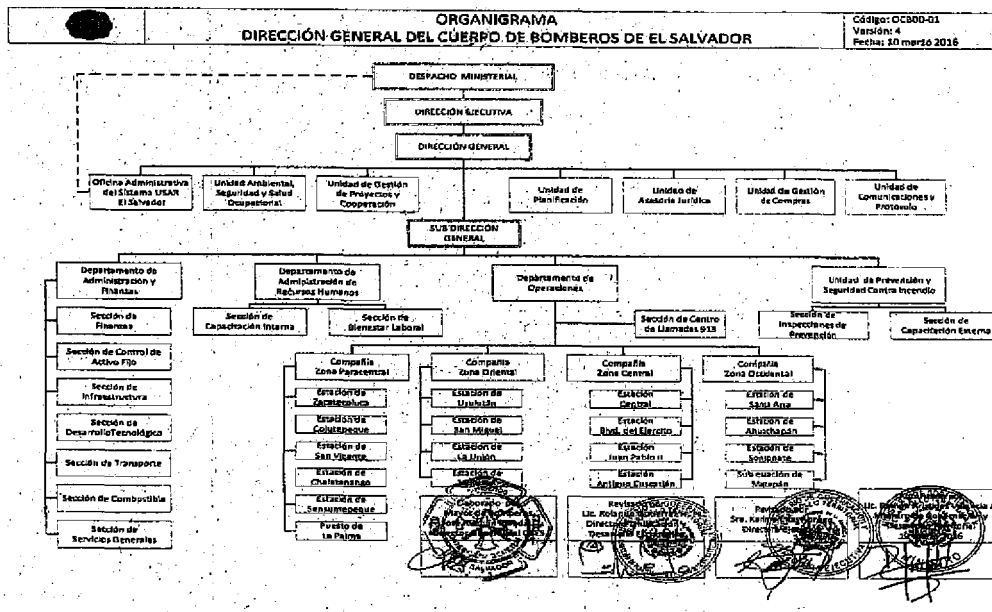 ORGANIGRAMA
DIRECCIÓN GENERAL DEL CUERPO DE BOMBEROS DE EL SALVADOR
Código: OCB00-01
Versión: 4
Fecha: 10 marzo 2016
DESPACHO MINISTERIAL
DIRECCIÓN EJECUTIVA
DIRECCIÓN GENERAL
Oficina Administrativa
del Sistema USAR
El Salvador
Unidad Ambiental,
Seguridad y Salud
Ocupacional
Unidad de Gestión
de Proyectos y
Cooperación
Unidad de
Planificación
Unidad de
Asesoría Jurídica
Unidad de Gestión
de Compras
Unidad de
Comunicaciones y
Protocolo
SUB DIRECCIÓN
GENERAL
Departamento de
Administración y
Finanzas
Departamento de
Administración de
Recursos Humanos
Departamento de
Operaciones
Unidad de Prevención y
Seguridad Contra Incendio
Sección de
Finanzas
Sección de Control de
Activo Fijo
Sección de
Infraestructura
Sección de
Desarrollo Tecnológico
Sección de Transporte
Sección de Combustible
Sección de
Servicios Generales
Sección de
Capacitación Interna
Sección de
Bienestar Laboral
Sección de Centro
de Llamadas 913
Sección de
Inspecciones de
Prevención
Sección de
Capacitación Externa
Compañía
Zona Paracentral
Estación de
Zacatecoluca
Estación de
Cojutepeque
Estación de
San Vicente
Estación de
Chalatenango
Estación de
Sensuntepeque
Puesto de
La Palma
Compañía
Zona Oriental
Estación de
Usulután
Estación de
San Miguel
Estación de
La Unión
Estación de
Compañía
Zona Central
Estación
Central
Estación
Blvd. del Ejercito
Estación
Juan Pablo II
Estación
Antiguo Cuscatlán
Compañía
Zona Occidental
Estación de
Santa Ana
Estación de
Ahuachapán
Estación de
Sonsonate
Sub estación de
Metapán